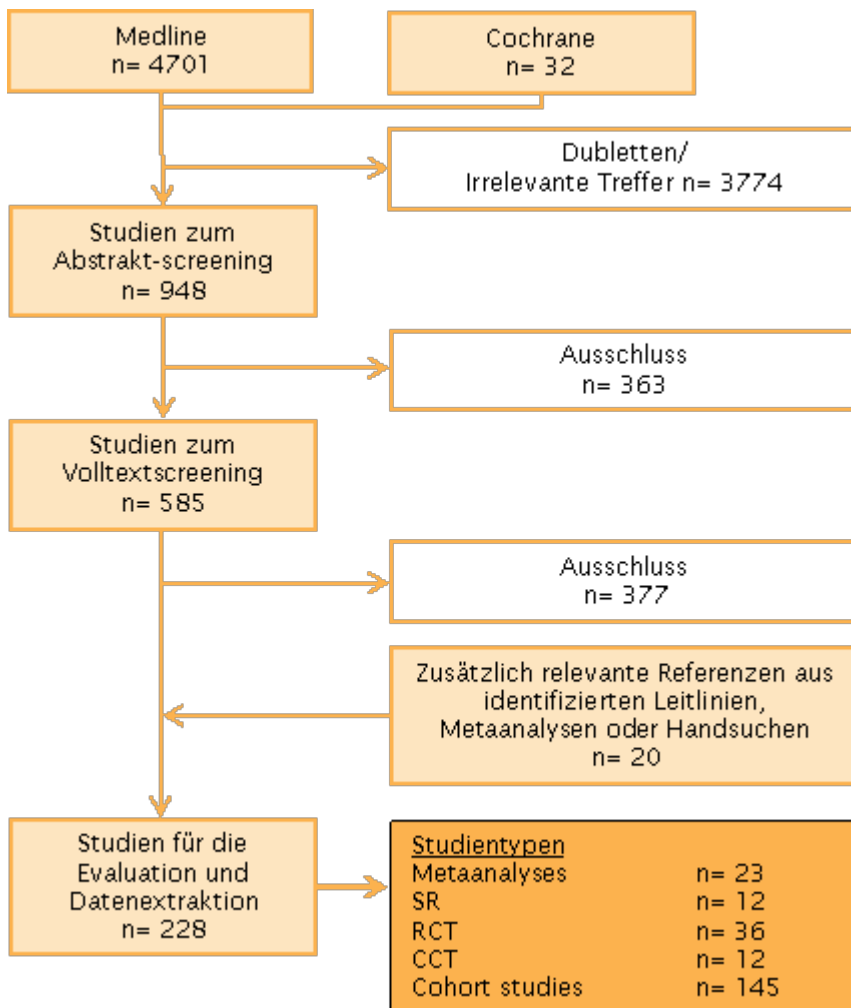 Medline
n= 4701
Cochrane
n= 32
Dubletten/
Irrelevante Treffer n= 3774
Studien zum
Abstrakt-screening
n= 948
Ausschluss
n= 363
Studien zum
Volltextscreening
n= 585
Ausschluss
n= 377
Zusätzlich relevante Referenzen aus
identifizierten Leitlinien,
Metaanalysen oder Handsuchen
n= 20
Studien für die
Evaluation und
Datenextraktion
n= 228
Studientypen
Metaanalyses n= 23
SR n= 12
RCT n= 36
CCT n= 12
Cohort studies n= 145